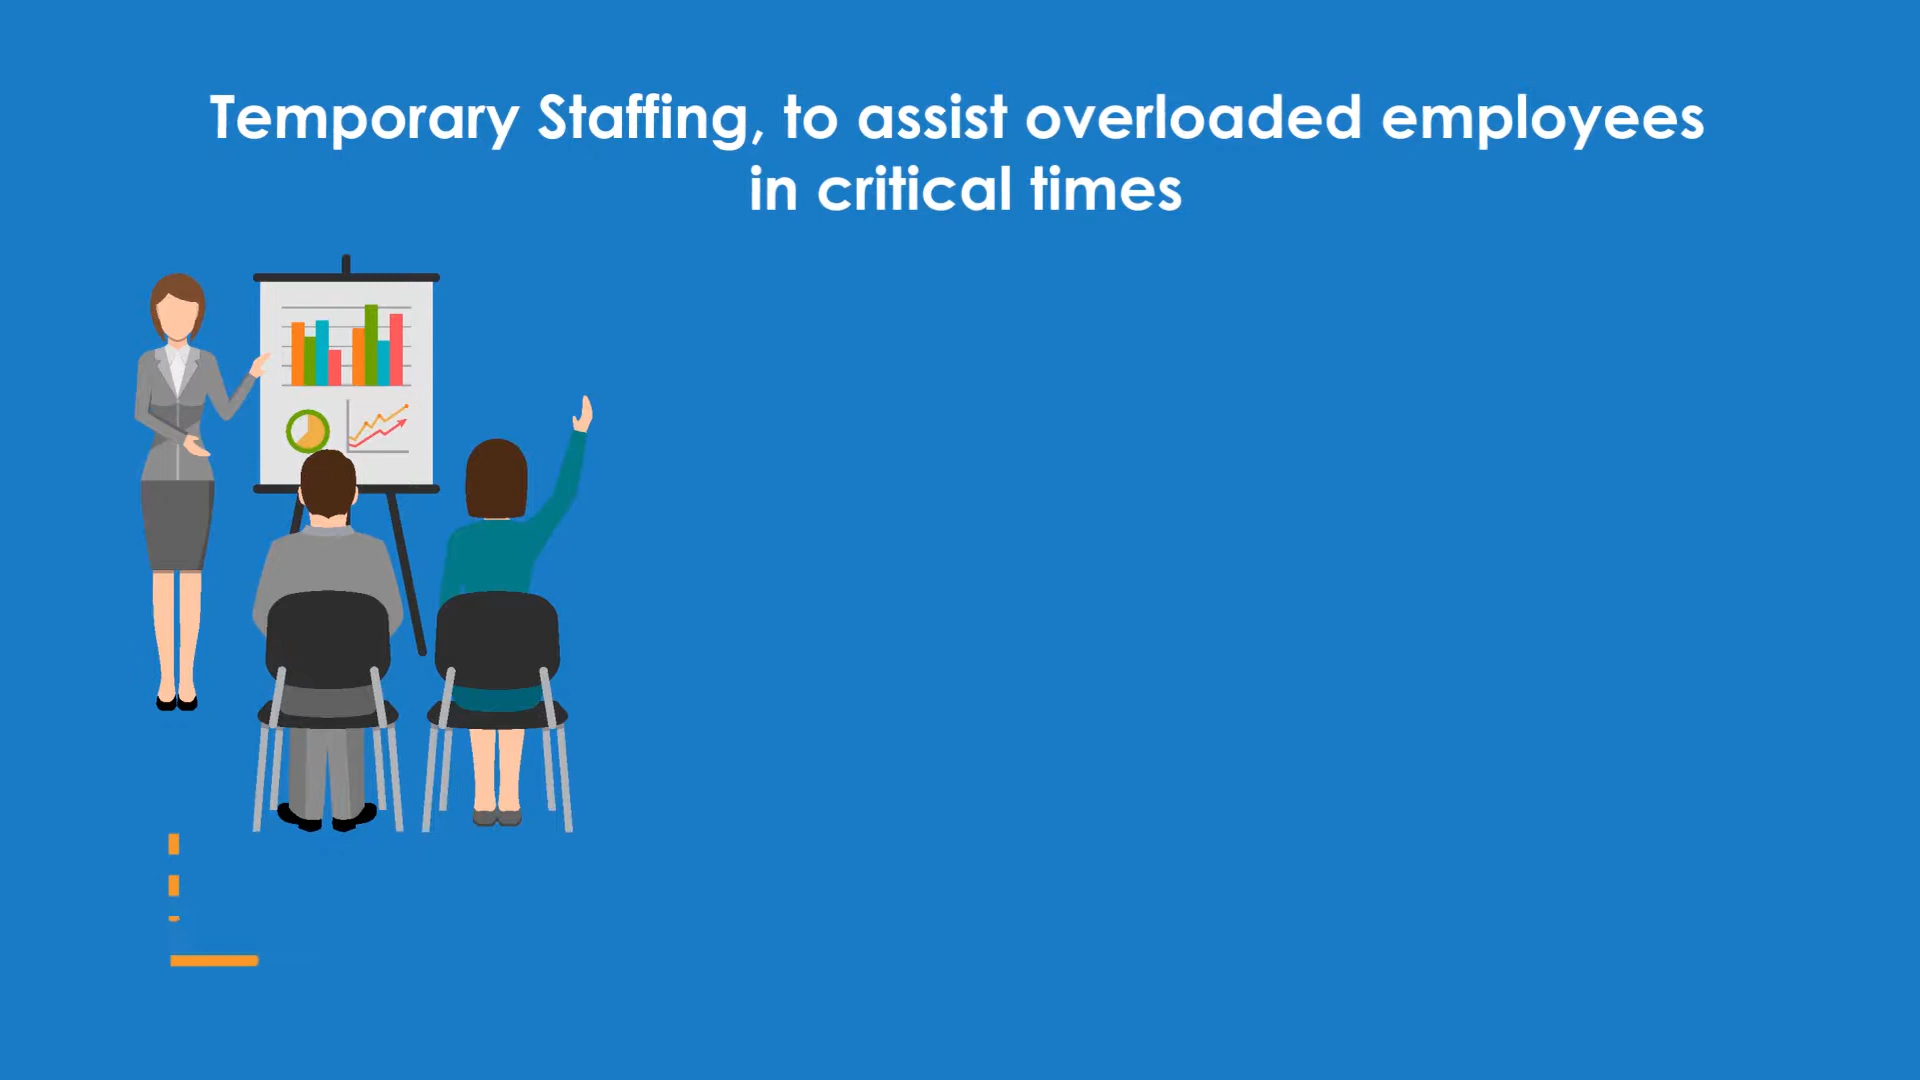 Temporary Staffing, to assist overloaded employees
in critical times